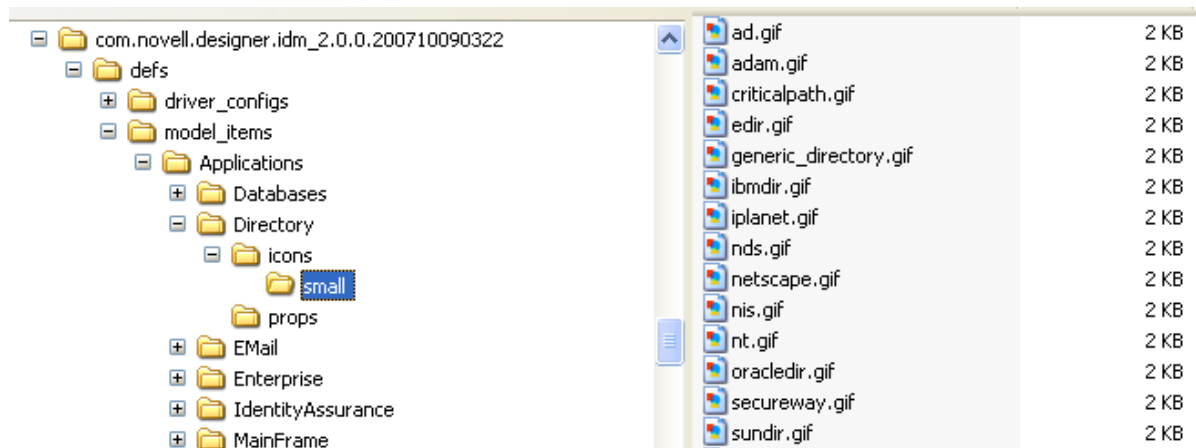 com.novell.designer.idm_2.0.0.200710090322
defs
driver_configs
model_items
Applications
Databases
Directory
icons
small
props
EMail
Enterprise
IdentityAssurance
MainFrame
ad.gif 2 KB
adam.gif 2 KB
criticalpath.gif 2 KB
edir.gif 2 KB
generic_directory.gif 2 KB
ibmdir.gif 2 KB
iplanet.gif 2 KB
nds.gif 2 KB
netscape.gif 2 KB
nis.gif 2 KB
nt.gif 2 KB
oracledir.gif 2 KB
secureway.gif 2 KB
sundir.gif 2 KB